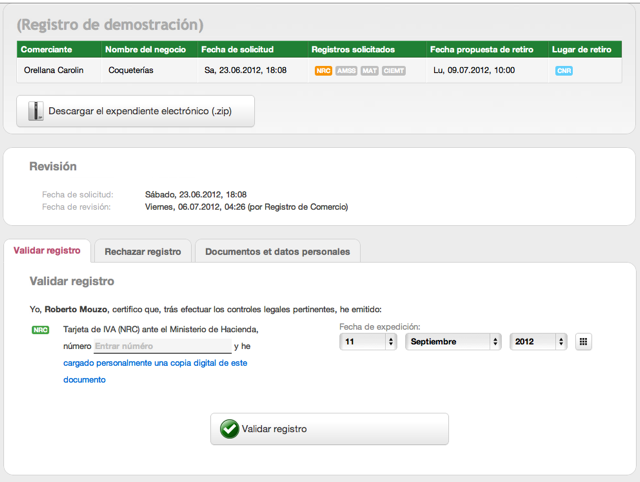 (Registro de demostración)
Comerciante Nombre del negocio Fecha de solicitud Registros solicitados Fecha propuesta de retiro Lugar de retiro
Orellana Carolin Coqueterías Sa, 23.06.2012, 18:08 NRC AMSS MAT CIEMT Lu, 09.07.2012, 10:00 CNR
Descargar el expendiente electrónico (.zip)
Revisión
Fecha de solicitud: Sábado, 23.06.2012, 18:08
Fecha de revisión: Viernes, 06.07.2012, 04:26 (por Registro de Comercio)
Validar registro Rechazar registro Documentos et datos personales
Validar registro
Yo, Roberto Mouzo, certifico que, trás efectuar los controles legales pertinentes, he emitido:
NRC Tarjeta de IVA (NRC) ante el Ministerio de Hacienda,
número Entrar núméro y he
cargado personalmente una copia digital de este
documento
Fecha de expedición:
11 Septiembre 2012
Validar registro